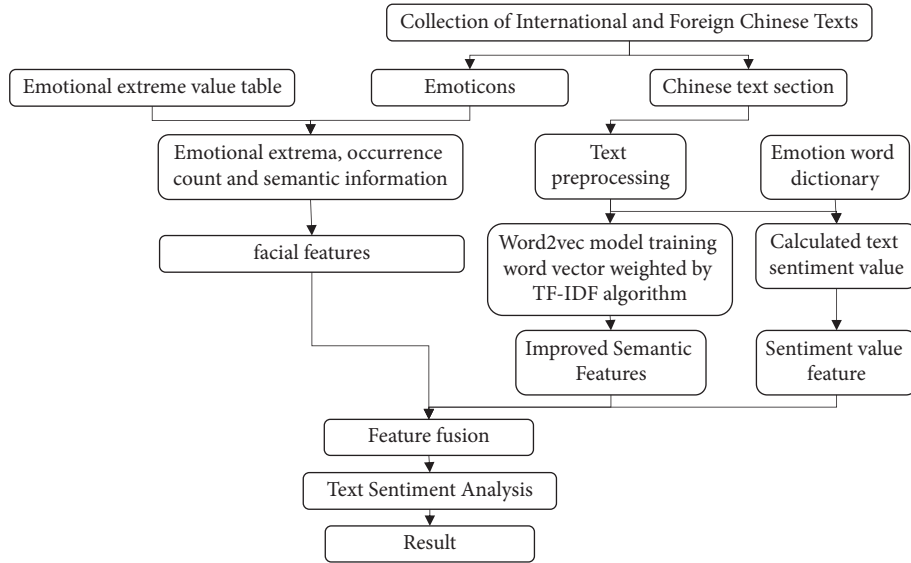 Collection of International and Foreign Chinese Texts
Emotional extreme value table
Emoticons
Chinese text section
Emotional extrema, occurrence
count and semantic information
Text
preprocessing
Emotion word
dictionary
facial features
Word2vec model training
word vector weighted by
TF-IDF algorithm
Calculated text
sentiment value
Improved Semantic
Features
Sentiment value
feature
Feature fusion
Text Sentiment Analysis
Result